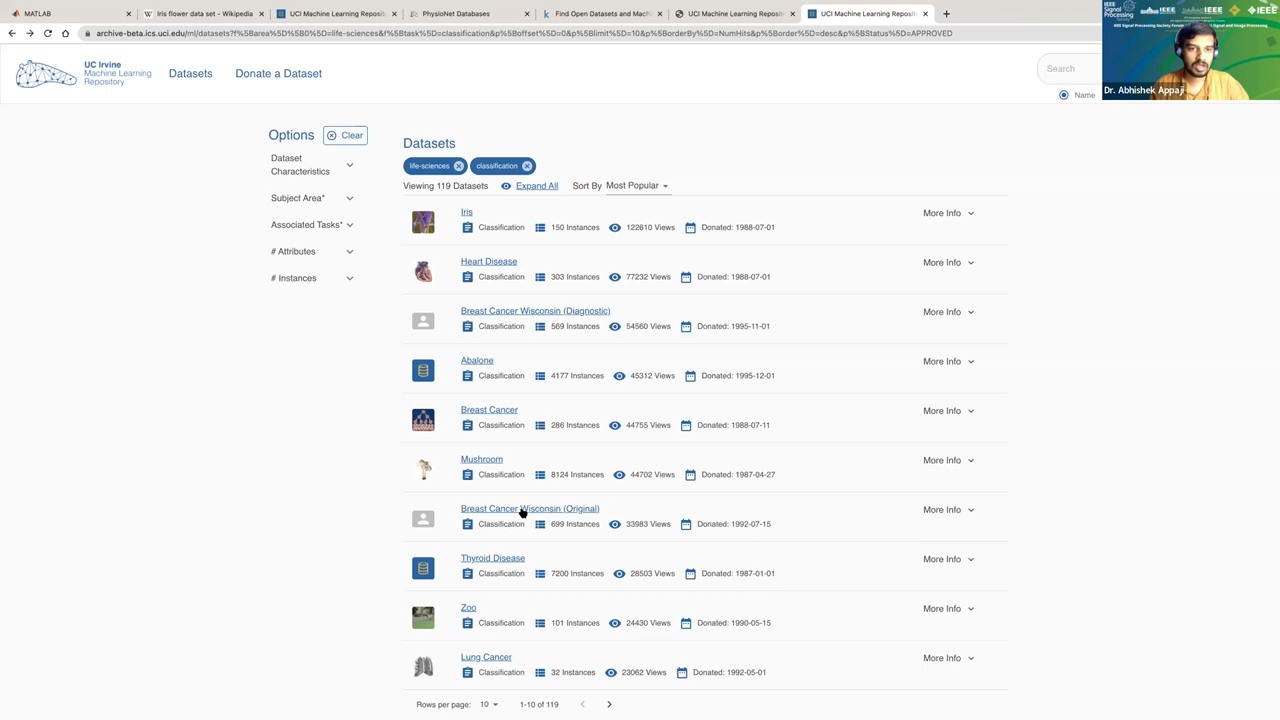 MATLAB
Iris flower data set - Wikipedia
UCI Machine Learning Reposito
PhysioNet Databases
Find Open Datasets and Mach
UCI Machine Learning Reposito
UCI Machine Learning Reposito
archive-beta.ics.uci.edu/ml/datasets?f%5Barea%5D%5B0%5D=life-sciences&f%5Btask%5D=classification&p%5Boffset%5D=0&p%5Blimit%5D=10&p%5BorderBy%5D=NumHits&p%5Border%5D=desc&p%5BStatus%5D=APPROVED
UC Irvine
Machine Learning
Repository
Datasets
Donate a Dataset
Search
Name
IEEE
Signal Processing
Society
IEEE
IEEE
Dr. Abhishek Appaji
Options
Clear
Dataset
Characteristics
Subject Area*
Associated Tasks*
# Attributes
# Instances
Datasets
life-sciences
classification
Viewing 119 Datasets Expand All Sort By Most Popular
Iris More Info
Classification 150 Instances 122610 Views Donated: 1988-07-01
Heart Disease More Info
Classification 303 Instances 77232 Views Donated: 1988-07-01
Breast Cancer Wisconsin (Diagnostic) More Info
Classification 569 Instances 54560 Views Donated: 1995-11-01
Abalone More Info
Classification 4177 Instances 45312 Views Donated: 1995-12-01
Breast Cancer More Info
Classification 286 Instances 44755 Views Donated: 1988-07-11
Mushroom More Info
Classification 8124 Instances 44702 Views Donated: 1987-04-27
Breast Cancer Wisconsin (Original) More Info
Classification 699 Instances 33983 Views Donated: 1992-07-15
Thyroid Disease More Info
Classification 7200 Instances 28503 Views Donated: 1987-01-01
Zoo More Info
Classification 101 Instances 24430 Views Donated: 1990-05-15
Lung Cancer More Info
Classification 32 Instances 23062 Views Donated: 1992-05-01
Rows per page: 10 1-10 of 119